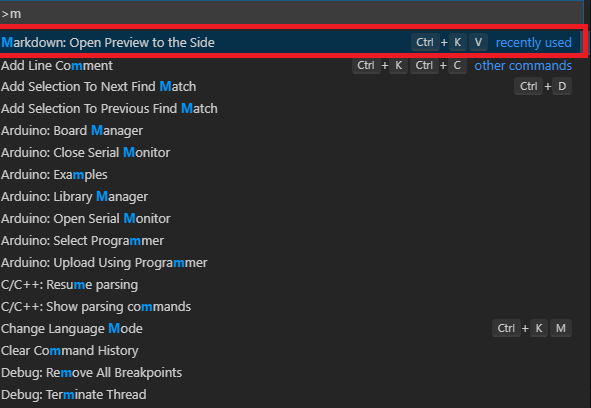 >m
Markdown: Open Preview to the Side Ctrl + K V recently used
Add Line Comment Ctrl + K Ctrl + C other commands
Add Selection To Next Find Match Ctrl + D
Add Selection To Previous Find Match
Arduino: Board Manager
Arduino: Close Serial Monitor
Arduino: Examples
Arduino: Library Manager
Arduino: Open Serial Monitor
Arduino: Select Programmer
Arduino: Upload Using Programmer
C/C++: Resume parsing
C/C++: Show parsing commands
Change Language Mode Ctrl + K M
Clear Command History
Debug: Remove All Breakpoints
Debug: Terminate Thread